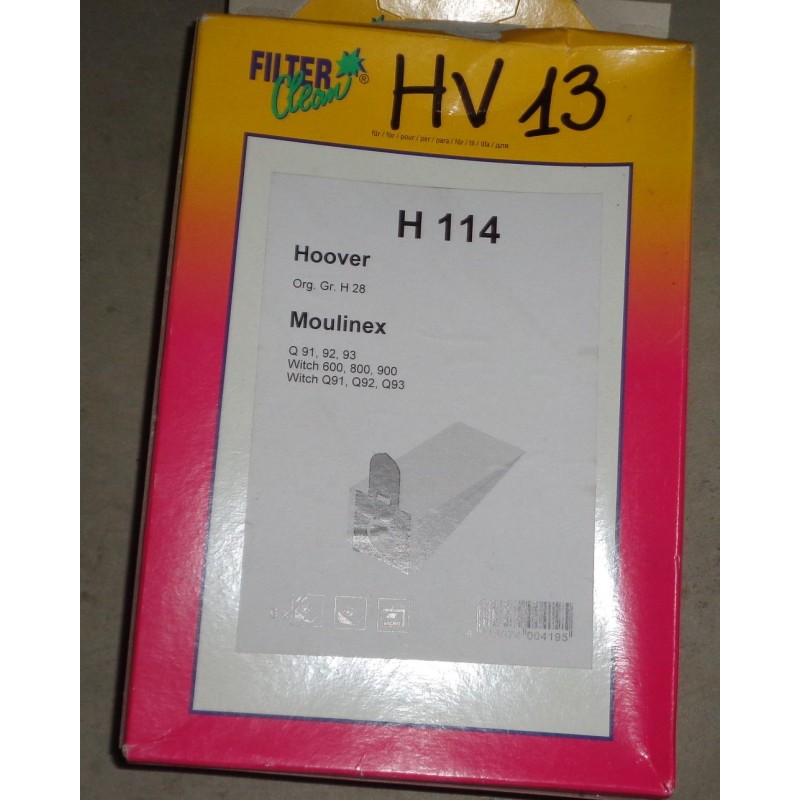 FILTER
Clean ®
HV 13
für / for / pour / per / para / för / til / dla / для
H 114
Hoover
Org. Gr. H 28
Moulinex
Q 91, 92, 93
Witch 600, 800, 900
Witch Q91, Q92, Q93
004195